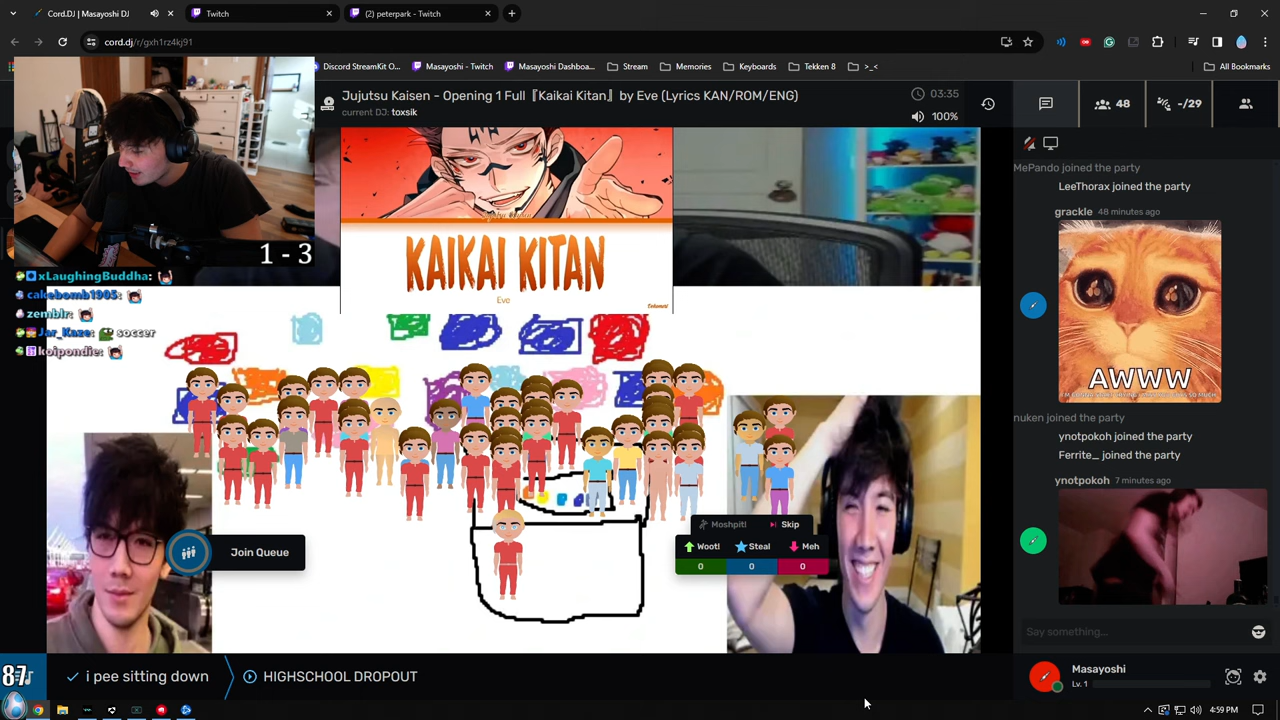 Cord.DJ | Masayoshi DJ
Twitch
(2) peterpark - Twitch
cord.dj/r/gxh1rz4kj91
Discord StreamKit O...
Masayoshi - Twitch
Masayoshi Dashboa...
Stream
Memories
Keyboards
Tekken 8
>_<
All Bookmarks
Jujutsu Kaisen - Opening 1 Full『Kaikai Kitan』by Eve (Lyrics KAN/ROM/ENG)
current DJ: toxsik
03:35
100%
48
-/29
1 - 3
KAIKAI KITAN
Eve
xLaughingBuddha:
cakebomb1905:
zemblr:
Jar_Kaze: soccer
koipondie:
MePando joined the party
LeeThorax joined the party
grackle 48 minutes ago
AWWW
nuken joined the party
ynotpokoh joined the party
Ferrite_ joined the party
ynotpokoh 7 minutes ago
Moshpit!
Skip
Woot!
Steal
Meh
0
0
0
Join Queue
Say something...
87
i pee sitting down
HIGHSCHOOL DROPOUT
Masayoshi
Lv. 1
4:59 PM